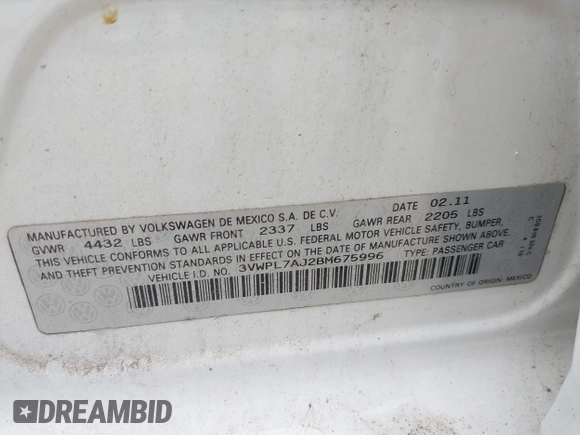 MANUFACTURED BY VOLKSWAGEN DE MEXICO S.A. DE C.V. DATE 02.11
GVWR 4432 LBS GAWR FRONT 2337 LBS GAWR REAR 2205 LBS
THIS VEHICLE CONFORMS TO ALL APPLICABLE U.S. FEDERAL MOTOR VEHICLE SAFETY, BUMPER,
AND THEFT PREVENTION STANDARDS IN EFFECT ON THE DATE OF MANUFACTURE SHOWN ABOVE.
VEHICLE I.D. NO. 3VWPL7AJ2BM675996 TYPE: PASSENGER CAR
COUNTRY OF ORIGIN: MEXICO
DREAMBID